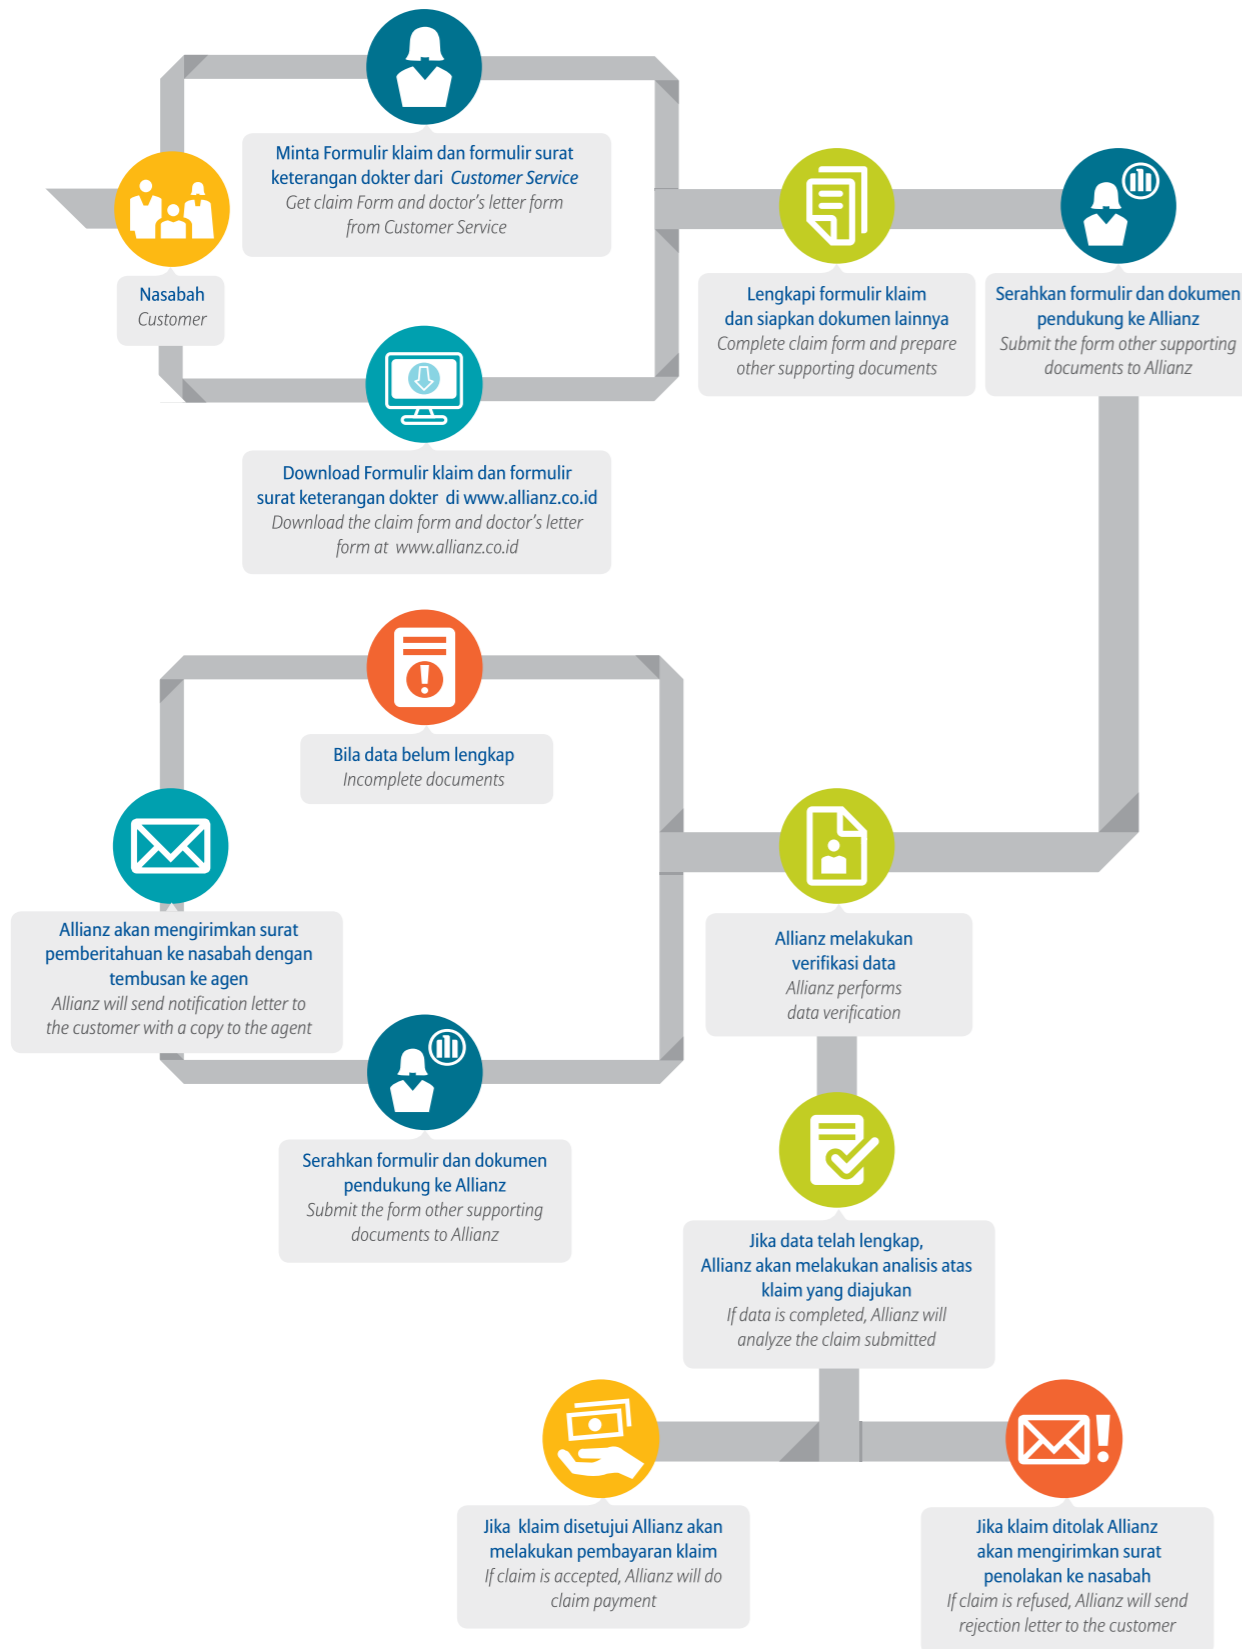 Minta Formulir klaim dan formulir surat
keterangan dokter dari Customer Service
Get claim Form and doctor's letter form
from Customer Service
Nasabah
Customer
Lengkapi formulir klaim
dan siapkan dokumen lainnya
Complete claim form and prepare
other supporting documents
Serahkan formulir dan dokumen
pendukung ke Allianz
Submit the form other supporting
documents to Allianz
Download Formulir klaim dan formulir
surat keterangan dokter di www.allianz.co.id
Download the claim form and doctor's letter
form at www.allianz.co.id
Bila data belum lengkap
Incomplete documents
Allianz akan mengirimkan surat
pemberitahuan ke nasabah dengan
tembusan ke agen
Allianz will send notification letter to
the customer with a copy to the agent
Allianz melakukan
verifikasi data
Allianz performs
data verification
Serahkan formulir dan dokumen
pendukung ke Allianz
Submit the form other supporting
documents to Allianz
Jika data telah lengkap,
Allianz akan melakukan analisis atas
klaim yang diajukan
If data is completed, Allianz will
analyze the claim submitted
Jika klaim disetujui Allianz akan
melakukan pembayaran klaim
If claim is accepted, Allianz will do
claim payment
Jika klaim ditolak Allianz
akan mengirimkan surat
penolakan ke nasabah
If claim is refused, Allianz will send
rejection letter to the customer